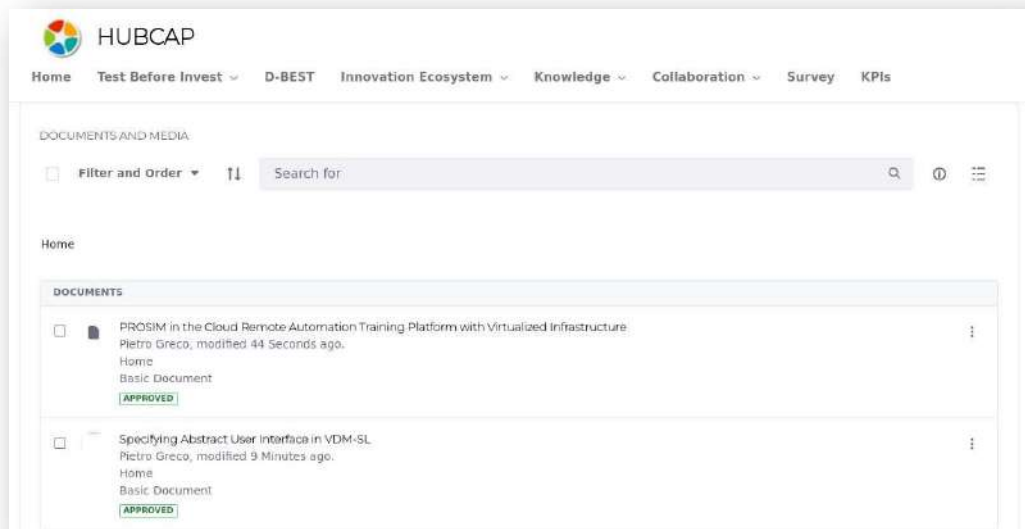 HUBCAP
Home Test Before Invest D-BEST Innovation Ecosystem Knowledge Collaboration Survey KPIs
DOCUMENTS AND MEDIA
Filter and Order Search for
Home
DOCUMENTS
PROSIM in the Cloud Remote Automation Training Platform with Virtualized Infrastructure
Pietro Greco, modified 44 Seconds ago.
Home
Basic Document
APPROVED
Specifying Abstract User Interface in VDM-SL
Pietro Greco, modified 9 Minutes ago.
Home
Basic Document
APPROVED